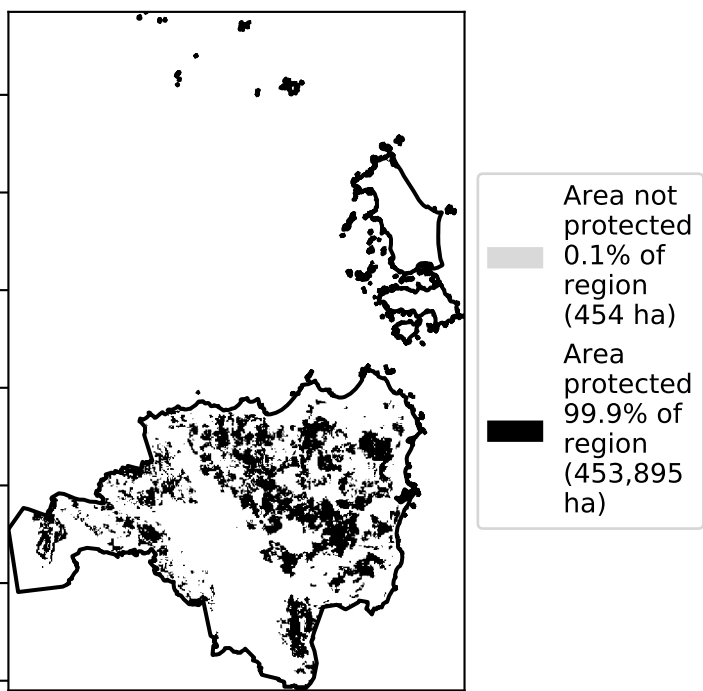 Area not
protected
0.1% of
region
(454 ha)
Area
protected
99.9% of
region
(453,895
ha)